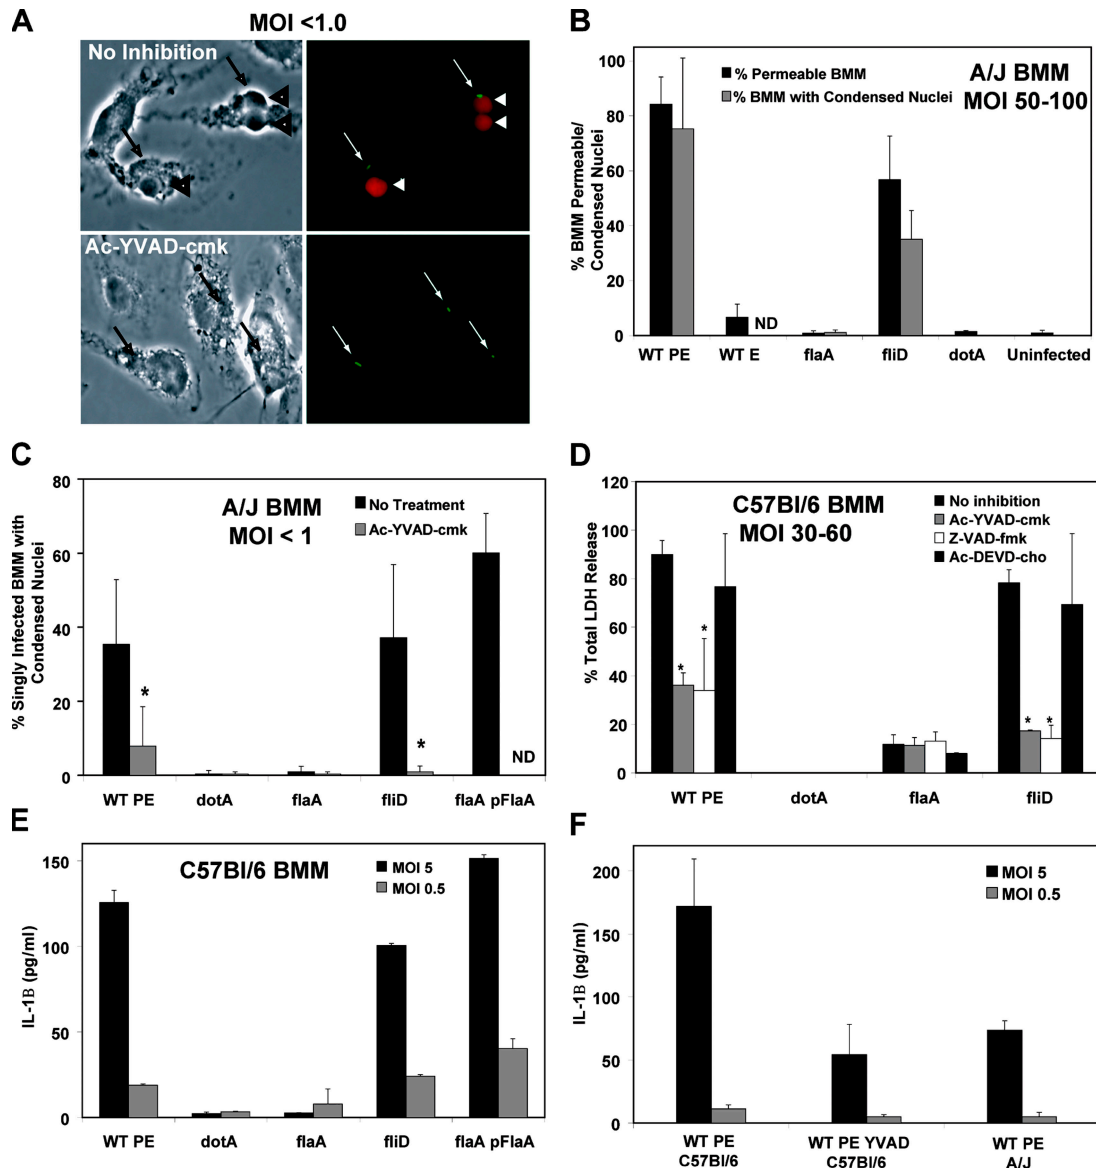 A
MOI <1.0
No Inhibition
Ac-YVAD-cmk
B
% BMM Permeable/
Condensed Nuclei
100
80
60
40
20
0
% Permeable BMM
% BMM with Condensed Nuclei
A/J BMM
MOI 50-100
ND
WT PE
WT E
flaA
fliD
dotA
Uninfected
C
% Singly Infected BMM with
Condensed Nuclei
80
60
40
20
0
A/J BMM
MOI < 1
No Treatment
Ac-YVAD-cmk
*
*
ND
WT PE
dotA
flaA
fliD
flaA pFlaA
D
% Total LDH Release
120
100
80
60
40
20
0
C57Bl/6 BMM
MOI 30-60
No inhibition
Ac-YVAD-cmk
Z-VAD-fmk
Ac-DEVD-cho
*
*
*
*
WT PE
dotA
flaA
fliD
E
IL-1B (pg/ml)
150
100
50
0
C57Bl/6 BMM
MOI 5
MOI 0.5
WT PE
dotA
flaA
fliD
flaA pFlaA
F
IL-1B (pg/ml)
200
150
100
50
0
MOI 5
MOI 0.5
WT PE
C57Bl/6
WT PE YVAD
C57Bl/6
WT PE
A/J